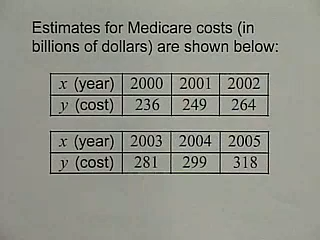 Estimates for Medicare costs (in
billions of dollars) are shown below:
x (year) 2000 2001 2002
y (cost) 236 249 264
x (year) 2003 2004 2005
y (cost) 281 299 318